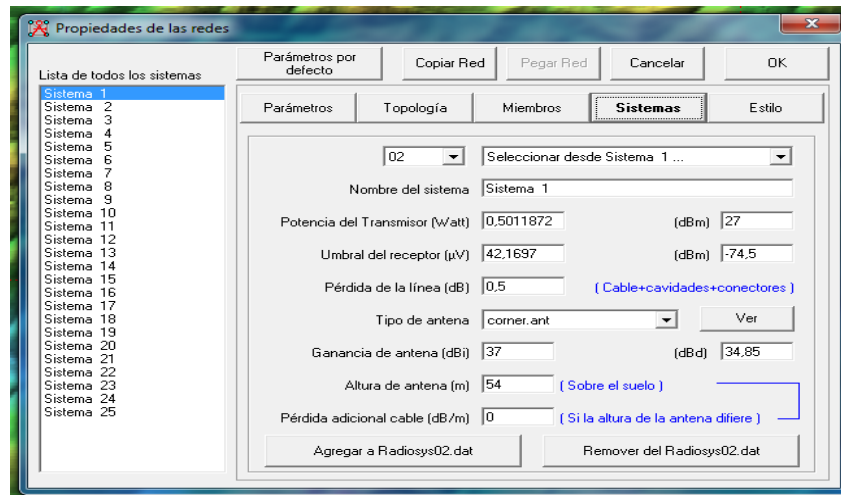 Propiedades de las redes
Parámetros por defecto
Copiar Red
Pegar Red
Cancelar
OK
Lista de todos los sistemas
Parámetros
Topología
Miembros
Sistemas
Estilo
Sistema 1
Sistema 2
Sistema 3
Sistema 4
Sistema 5
Sistema 6
Sistema 7
Sistema 8
Sistema 9
Sistema 10
Sistema 11
Sistema 12
Sistema 13
Sistema 14
Sistema 15
Sistema 16
Sistema 17
Sistema 18
Sistema 19
Sistema 20
Sistema 21
Sistema 22
Sistema 23
Sistema 24
Sistema 25
02 Seleccionar desde Sistema 1 ...
Nombre del sistema Sistema 1
Potencia del Transmisor (Watt) 0,5011872 (dBm) 27
Umbral del receptor (µV) 42,1697 (dBm) -74,5
Pérdida de la línea (dB) 0,5 ( Cable+cavidades+conectores )
Tipo de antena corner.ant Ver
Ganancia de antena (dBi) 37 (dBd) 34,85
Altura de antena (m) 54 ( Sobre el suelo )
Pérdida adicional cable (dB/m) 0 ( Si la altura de la antena difiere )
Agregar a Radiosys02.dat
Remover del Radiosys02.dat